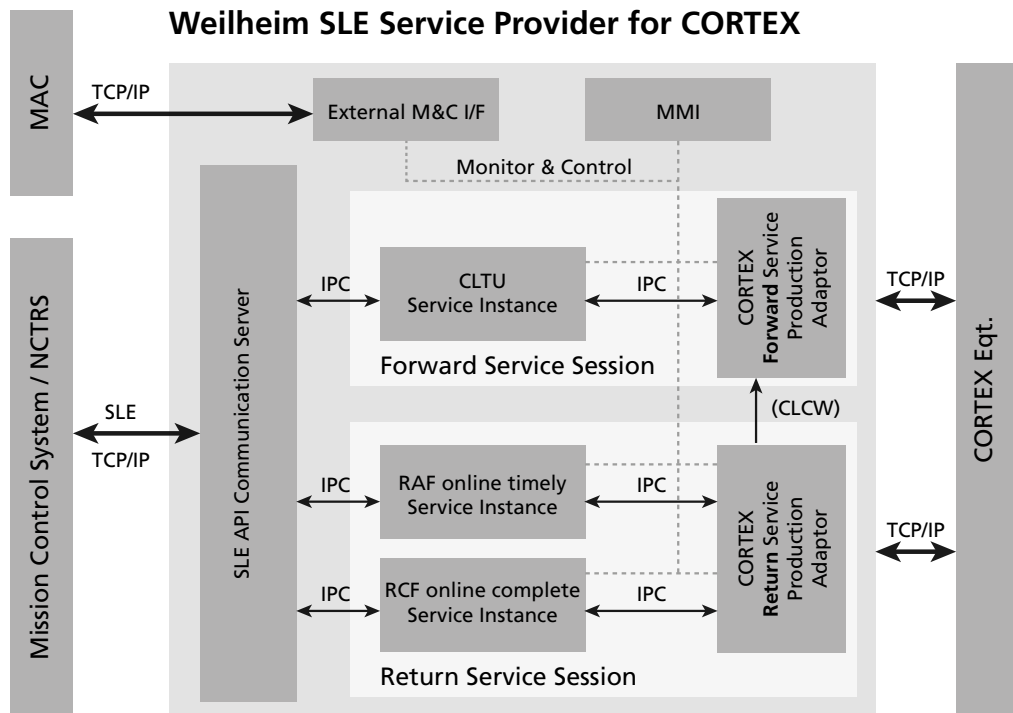 Weilheim SLE Service Provider for CORTEX
MAC
TCP/IP
External M&C I/F
MMI
Monitor & Control
Mission Control System / NCTRS
SLE
TCP/IP
SLE API Communication Server
IPC
CLTU
Service Instance
IPC
CORTEX
Forward Service
Production
Adaptor
Forward Service Session
TCP/IP
(CLCW)
IPC
RAF online timely
Service Instance
IPC
IPC
RCF online complete
Service Instance
IPC
CORTEX
Return Service
Production
Adaptor
Return Service Session
TCP/IP
CORTEX Eqt.